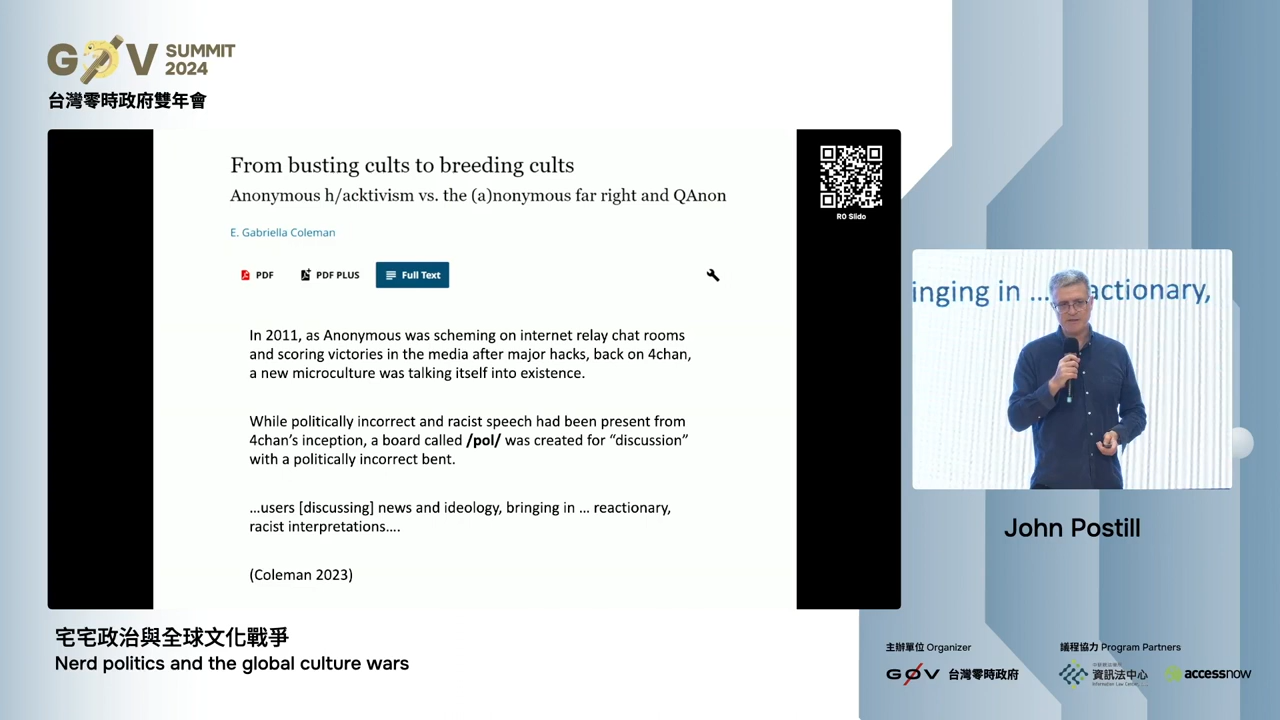 G0V SUMMIT 2024
台灣零時政府雙年會
From busting cults to breeding cults
Anonymous h/acktivism vs. the (a)nonymous far right and QAnon
E. Gabriella Coleman
PDF PDF PLUS Full Text
In 2011, as Anonymous was scheming on internet relay chat rooms
and scoring victories in the media after major hacks, back on 4chan,
a new microculture was talking itself into existence.
While politically incorrect and racist speech had been present from
4chan’s inception, a board called /pol/ was created for “discussion”
with a politically incorrect bent.
…users [discussing] news and ideology, bringing in … reactionary,
racist interpretations….
(Coleman 2023)
R0 Slido
inging in … actionary,
John Postill
宅宅政治與全球文化戰爭
Nerd politics and the global culture wars
主辦單位 Organizer
G0V 台灣零時政府
議程協力 Program Partners
資訊法中心
Information Law Center
accessnow